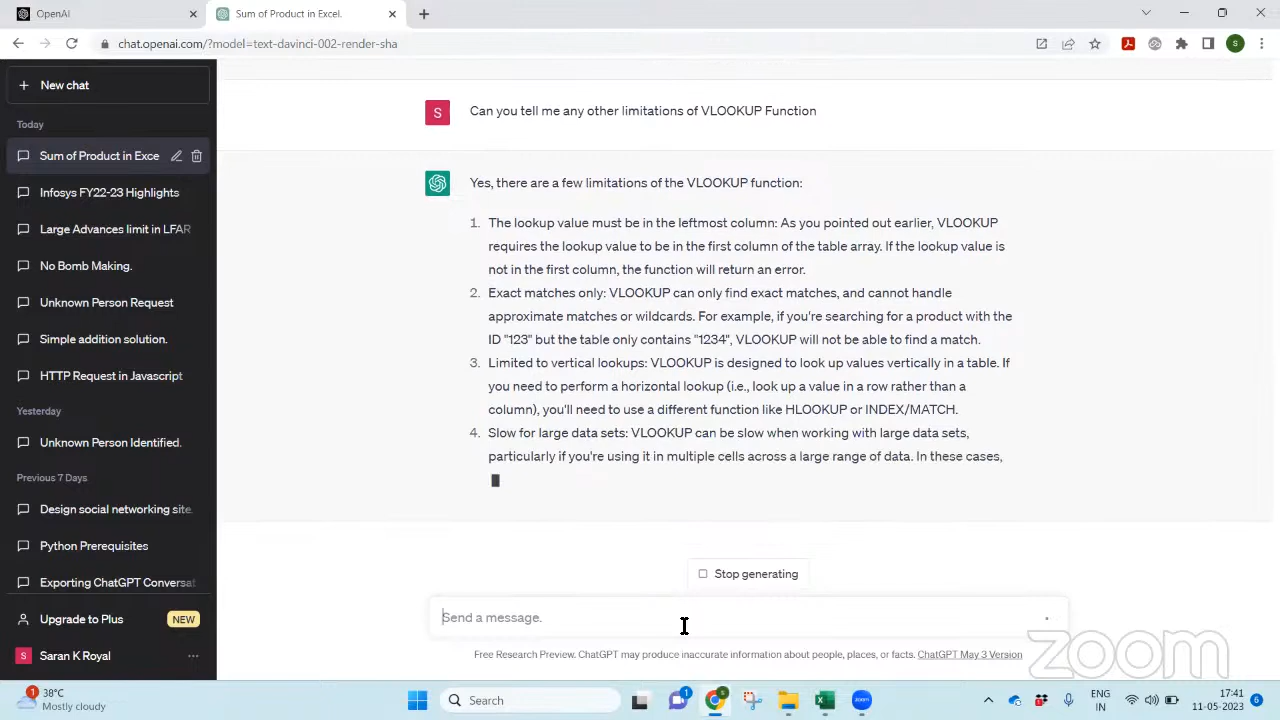 OpenAI
Sum of Product in Excel.
chat.openai.com/?model=text-davinci-002-render-sha
S
New chat
Today
Sum of Product in Exce
Infosys FY22-23 Highlights
Large Advances limit in LFAR
No Bomb Making.
Unknown Person Request
Simple addition solution.
HTTP Request in Javascript
Yesterday
Unknown Person Identified.
Previous 7 Days
Design social networking site.
Python Prerequisites
Exporting ChatGPT Conversat
Upgrade to Plus
NEW
S
Saran K Royal
S
Can you tell me any other limitations of VLOOKUP Function
Yes, there are a few limitations of the VLOOKUP function:
1. The lookup value must be in the leftmost column: As you pointed out earlier, VLOOKUP
requires the lookup value to be in the first column of the table array. If the lookup value is
not in the first column, the function will return an error.
2. Exact matches only: VLOOKUP can only find exact matches, and cannot handle
approximate matches or wildcards. For example, if you're searching for a product with the
ID "123" but the table only contains "1234", VLOOKUP will not be able to find a match.
3. Limited to vertical lookups: VLOOKUP is designed to look up values vertically in a table. If
you need to perform a horizontal lookup (i.e., look up a value in a row rather than a
column), you'll need to use a different function like HLOOKUP or INDEX/MATCH.
4. Slow for large data sets: VLOOKUP can be slow when working with large data sets,
particularly if you're using it in multiple cells across a large range of data. In these cases,
Stop generating
Send a message.
Free Research Preview. ChatGPT may produce inaccurate information about people, places, or facts. ChatGPT May 3 Version
zoom
1
38°C
Mostly cloudy
Search
1
S
zoom
ENG
IN
17:41
11-05-2023
6